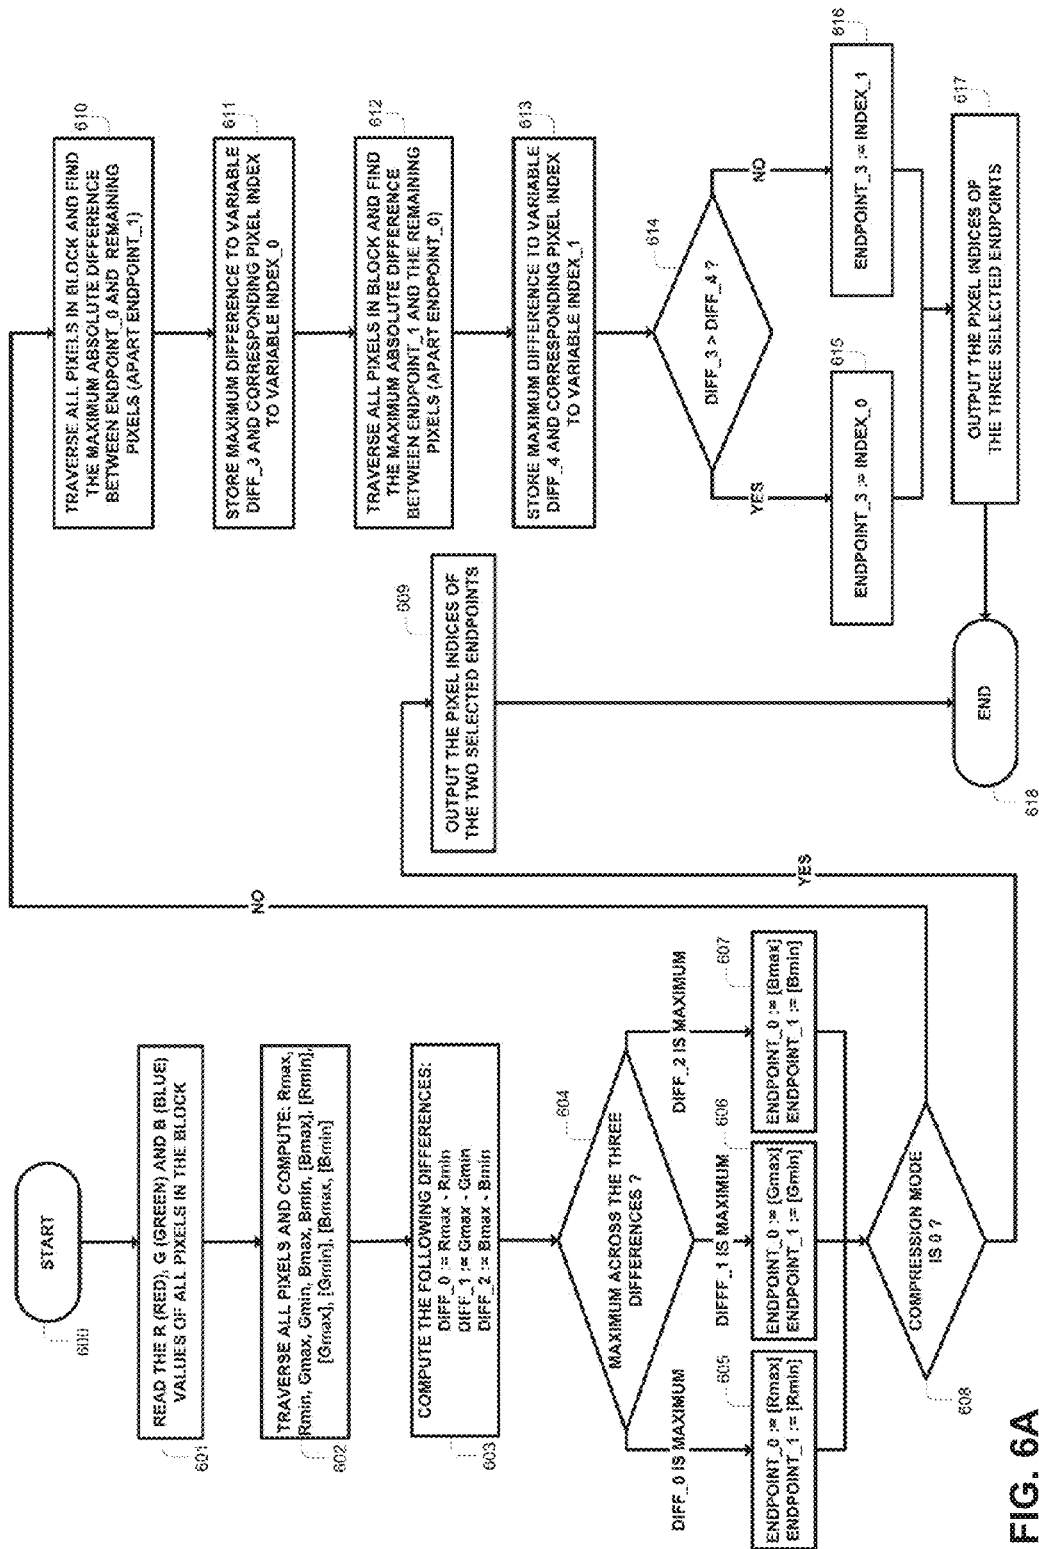 START
600
READ THE R (RED), G (GREEN) AND B (BLUE)
VALUES OF ALL PIXELS IN THE BLOCK
601
TRAVERSE ALL PIXELS AND COMPUTE: Rmax,
Rmin, Gmax, Gmin, Bmax, Bmin, [Rmax], [Rmin],
[Gmax], [Gmin], [Bmax, [Bmin]
602
COMPUTE THE FOLLOWING DIFFERENCES:
DIFF_0 := Rmax - Rmin
DIFF_1 := Gmax - Gmin
DIFF_2 := Bmax - Bmin
603
MAXIMUM ACROSS THE THREE
DIFFERENCES ?
604
DIFF_0 IS MAXIMUM
DIFFF_1 IS MAXIMUM
DIFF_2 IS MAXIMUM
605
ENDPOINT_0 := [Rmax]
ENDPOINT_1 := [Rmin]
606
ENDPOINT_0 := [Gmax]
ENDPOINT_1 := [Gmin]
607
ENDPOINT_0 := [Bmax]
ENDPOINT_1 := [Bmin]
COMPRESSION MODE
IS 0 ?
608
NO
YES
609
OUTPUT THE PIXEL INDICES OF
THE TWO SELECTED ENDPOINTS
610
TRAVERSE ALL PIXELS IN BLOCK AND FIND
THE MAXIMUM ABSOLUTE DIFFERENCE
BETWEEN ENDPOINT_0 AND REMAINING
PIXELS (APART ENDPOINT_1)
611
STORE MAXIMUM DIFFERENCE TO VARIABLE
DIFF_3 AND CORRESPONDING PIXEL INDEX
TO VARIABLE INDEX_0
612
TRAVERSE ALL PIXELS IN BLOCK AND FIND
THE MAXIMUM ABSOLUTE DIFFERENCE
BETWEEN ENDPOINT_1 AND THE REMAINING
PIXELS (APART ENDPOINT_0)
613
STORE MAXIMUM DIFFERENCE TO VARIABLE
DIFF_4 AND CORRESPONDING PIXEL INDEX
TO VARIABLE INDEX_1
614
DIFF_3 > DIFF_4 ?
YES
NO
615
ENDPOINT_3 := INDEX_0
616
ENDPOINT_3 := INDEX_1
617
OUTPUT THE PIXEL INDICES OF
THE THREE SELECTED ENDPOINTS
END
618
FIG. 6A